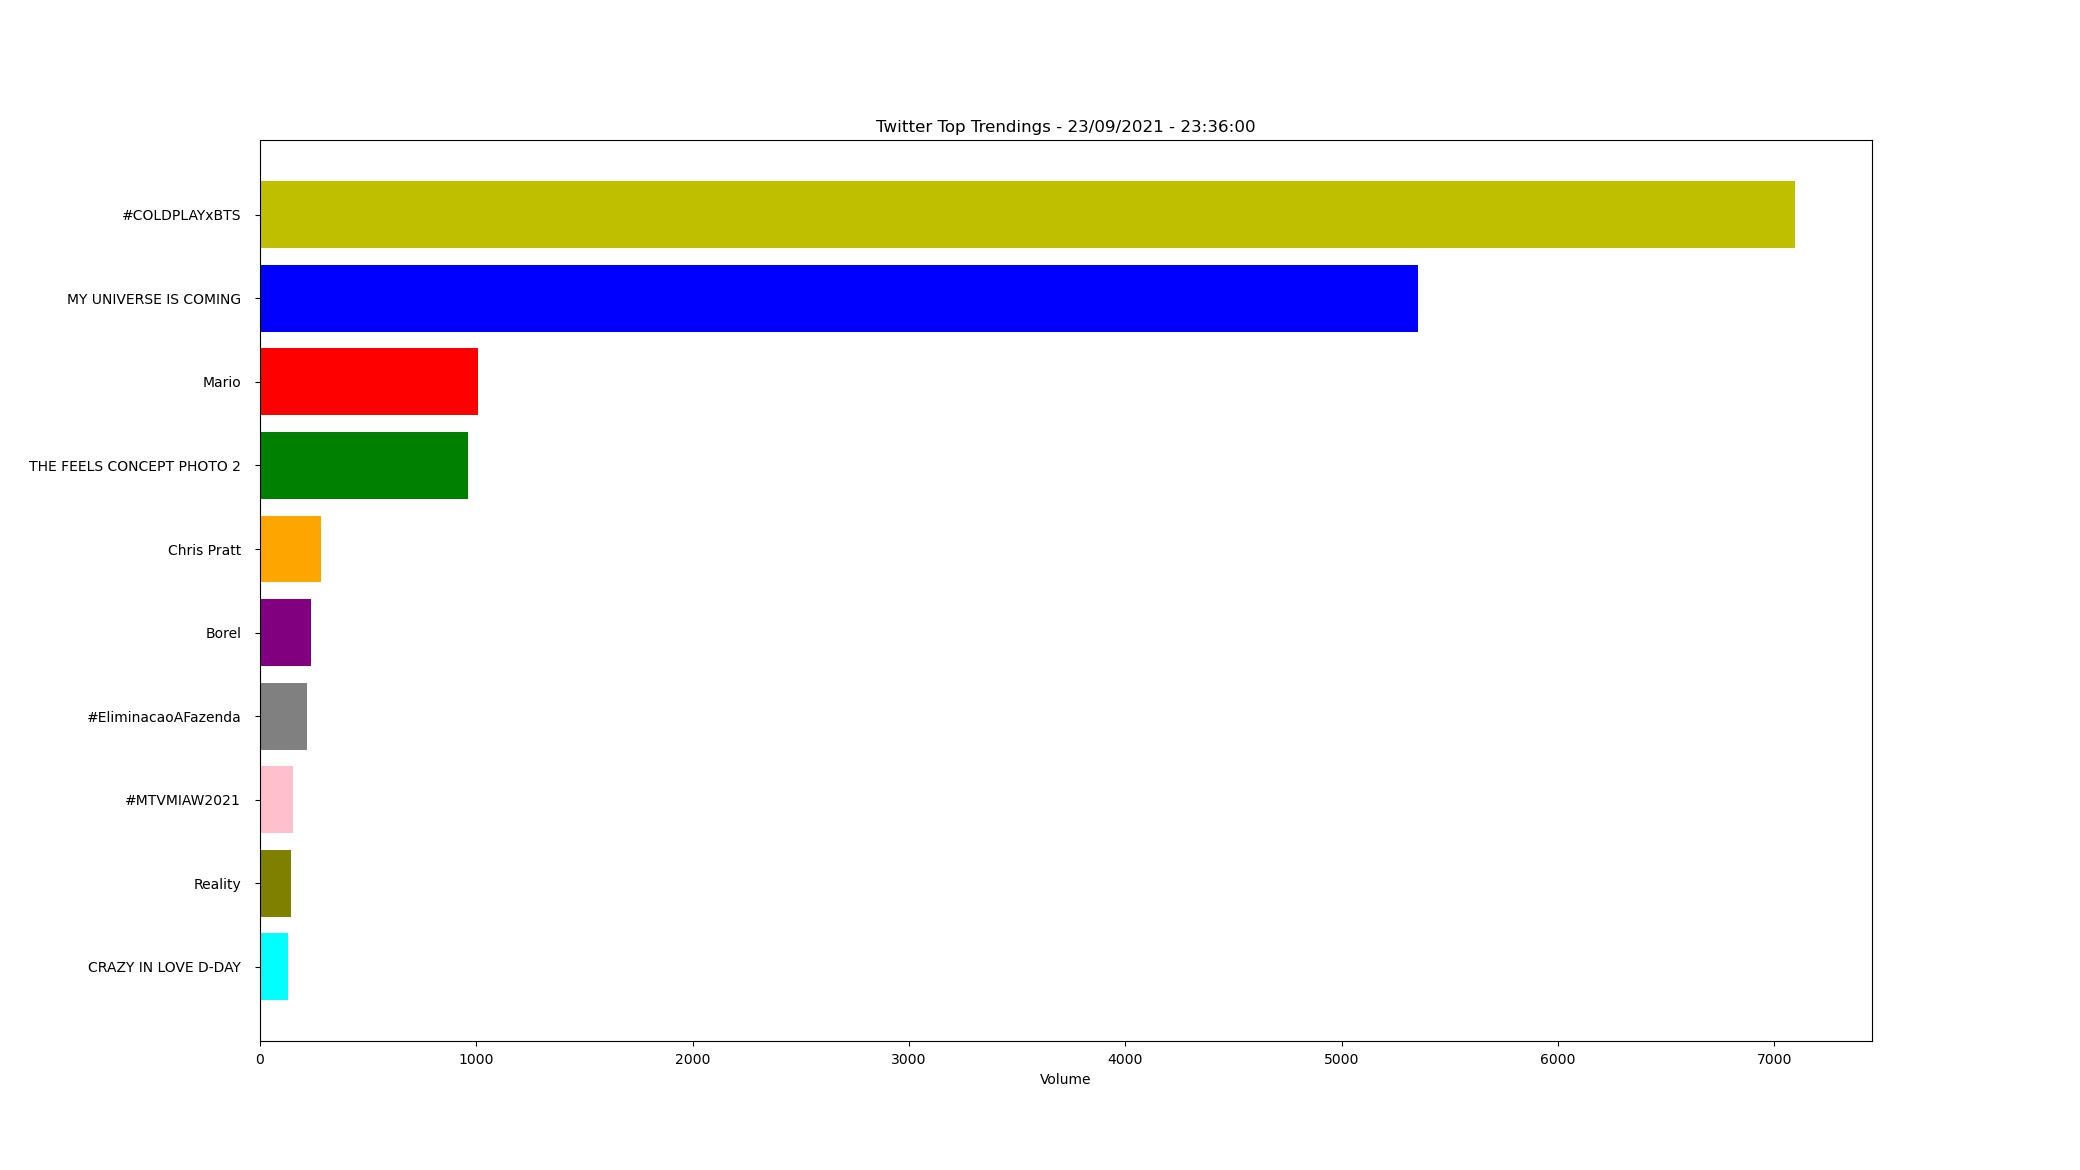 Twitter Top Trendings - 23/09/2021 - 23:36:00
#COLDPLAYxBTS
MY UNIVERSE IS COMING
Mario
THE FEELS CONCEPT PHOTO 2
Chris Pratt
Borel
#EliminacaoAFazenda
#MTVMIAW2021
Reality
CRAZY IN LOVE D-DAY
0 1000 2000 3000 4000 5000 6000 7000
Volume